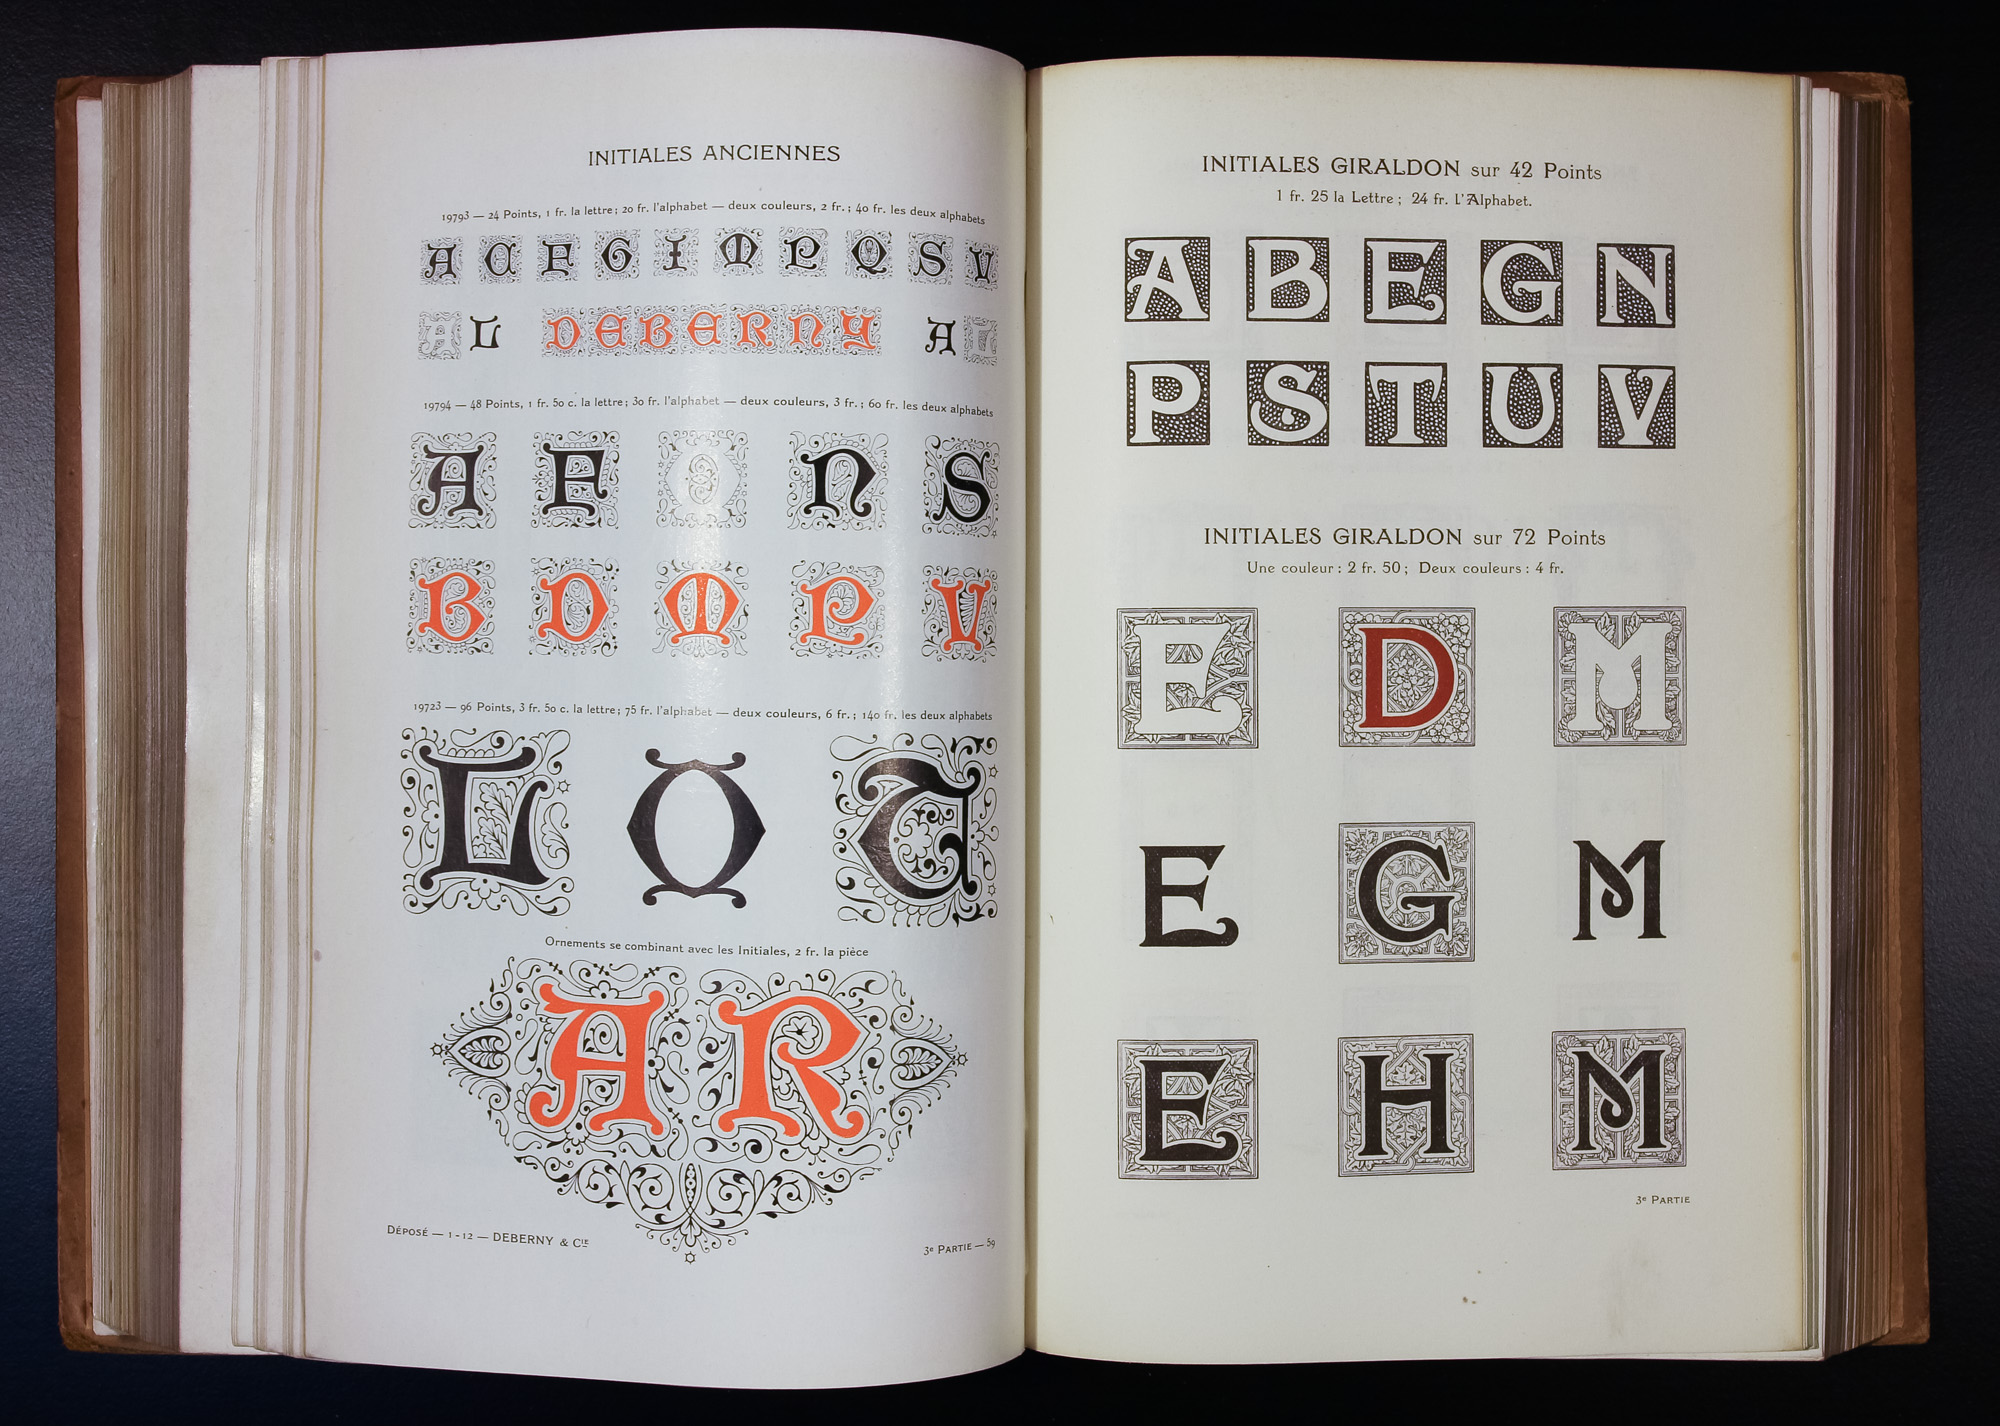 INITIALES ANCIENNES
19793 — 24 Points, 1 fr. la lettre; 20 fr. l'alphabet — deux couleurs, 2 fr.; 40 fr. les deux alphabets
A C E G I M P Q S V
A L DEBERNY A L
19794 — 48 Points, 1 fr. 50 c. la lettre; 30 fr. l'alphabet — deux couleurs, 3 fr.; 60 fr. les deux alphabets
A E O N S
B D M P V
19723 — 96 Points, 3 fr. 50 c. la lettre; 75 fr. l'alphabet — deux couleurs, 6 fr.; 140 fr. les deux alphabets
L O T
Ornements se combinant avec les Initiales, 2 fr. la pièce
A R
DÉPOSÉ — 1-12 — DEBERNY & CIE
3e PARTIE — 59
INITIALES GIRALDON sur 42 Points
1 fr. 25 la Lettre; 24 fr. L'Alphabet.
A B E G N
P S T U V
INITIALES GIRALDON sur 72 Points
Une couleur: 2 fr. 50; Deux couleurs: 4 fr.
E D M
E G M
E H M
3e PARTIE